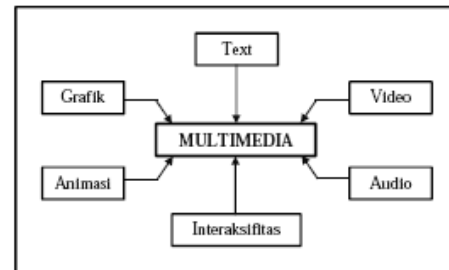 Text
Grafik
Video
MULTIMEDIA
Animasi
Audio
Interaksifitas